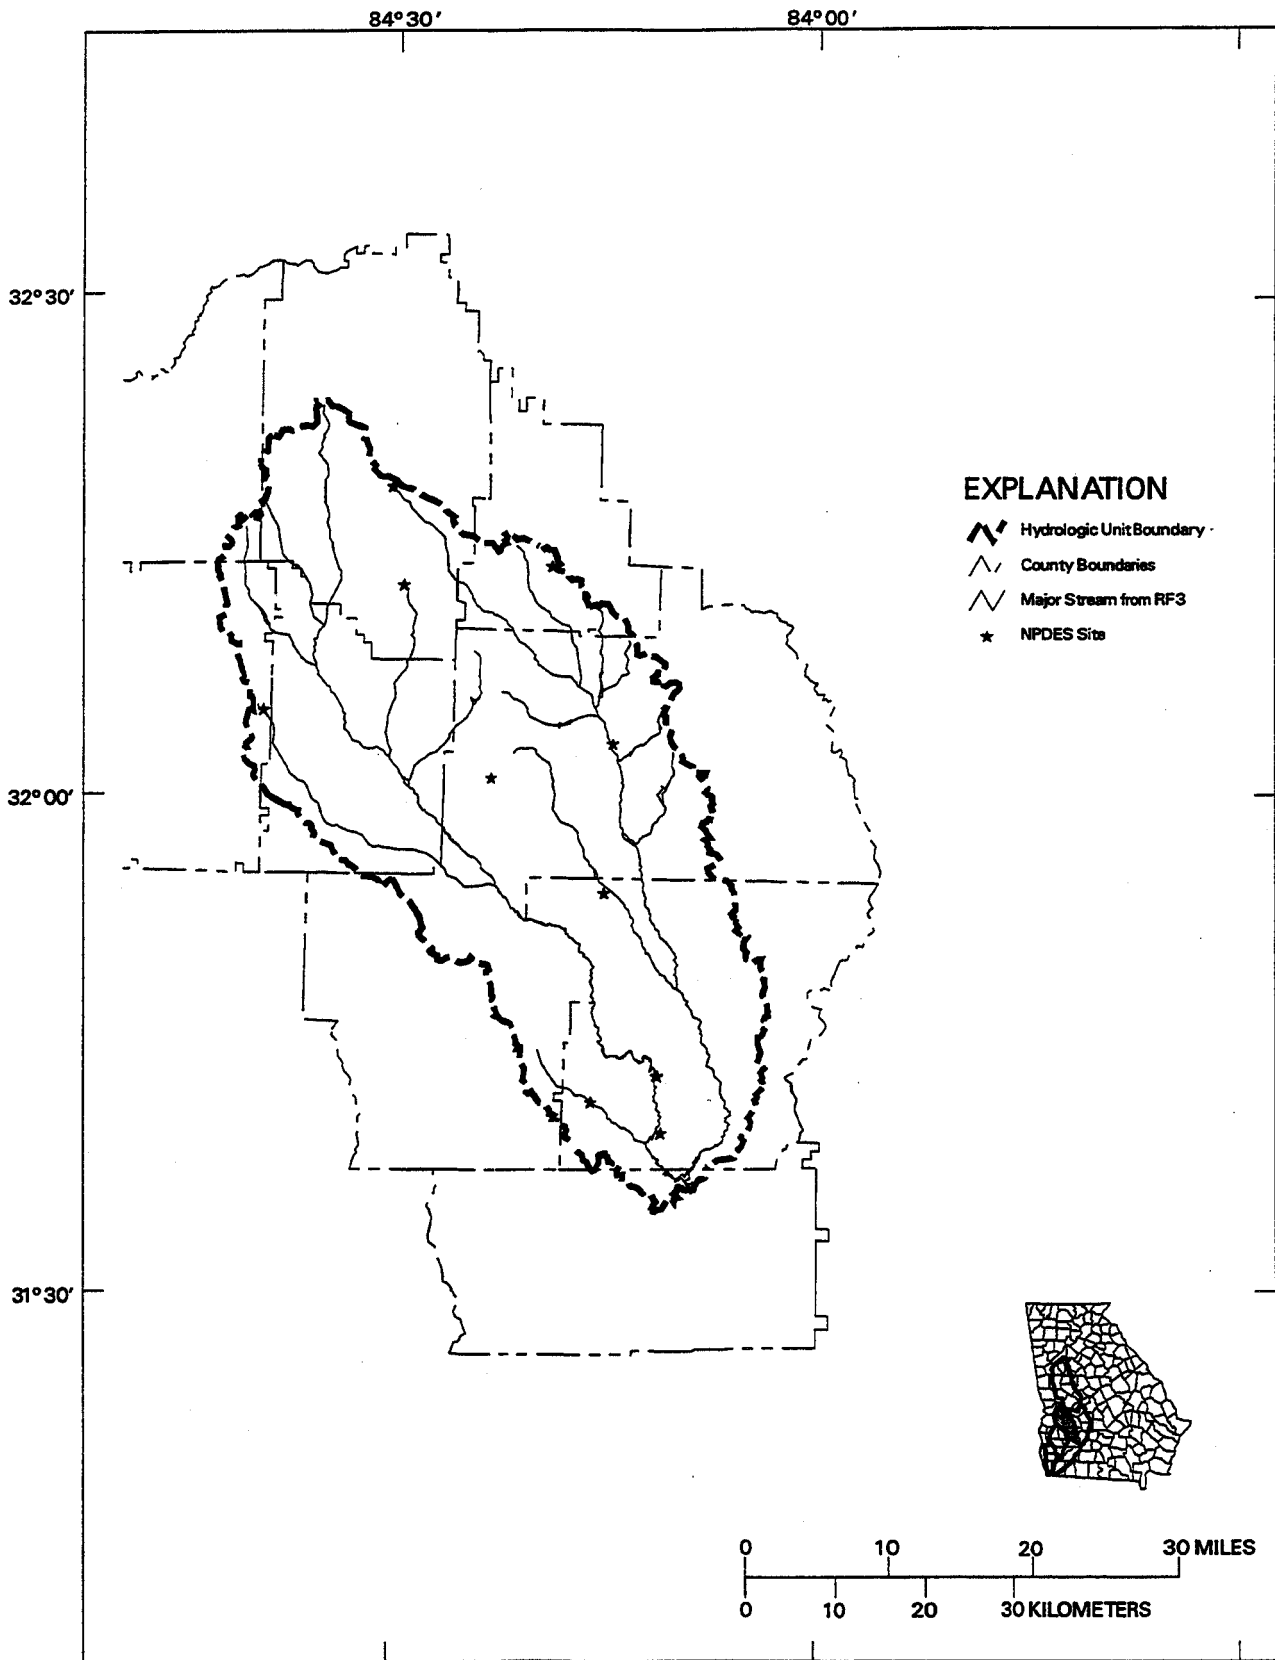 84°30′ 84°00′
32°30′
EXPLANATION
Hydrologic Unit Boundary
County Boundaries
Major Stream from RF3
NPDES Site
32°00′
31°30′
0 10 20 30 MILES
0 10 20 30 KILOMETERS